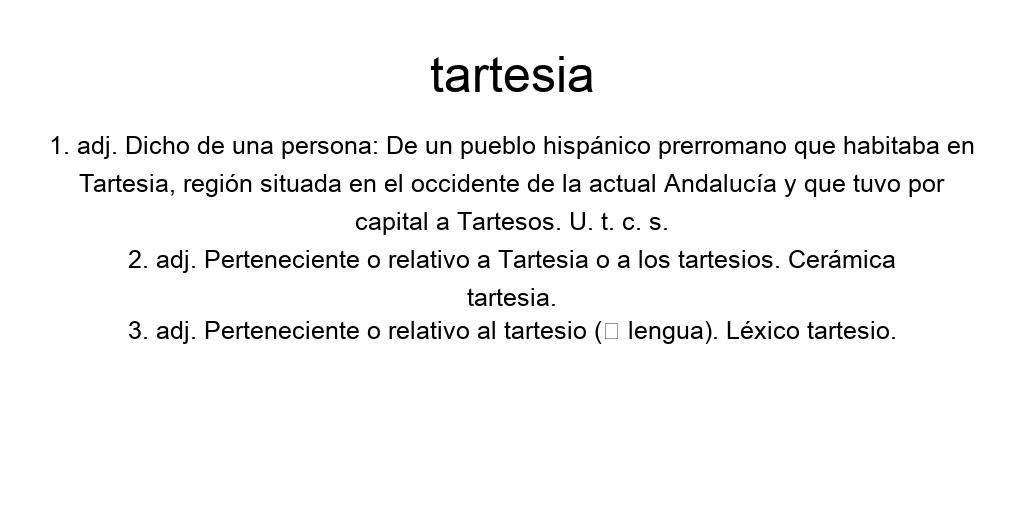 tartesia
1. adj. Dicho de una persona: De un pueblo hispánico prerromano que habitaba en
Tartesia, región situada en el occidente de la actual Andalucía y que tuvo por
capital a Tartesos. U. t. c. s.
2. adj. Perteneciente o relativo a Tartesia o a los tartesios. Cerámica
tartesia.
3. adj. Perteneciente o relativo al tartesio (□ lengua). Léxico tartesio.